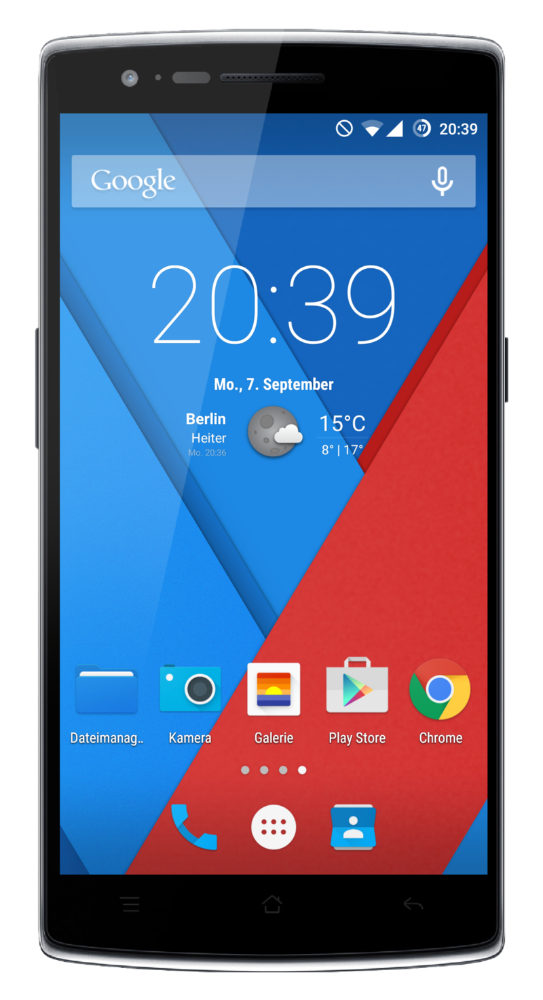 47 20:39
Google
20:39
Mo., 7. September
Berlin
Heiter
Mo. 20:36
15°C
8° | 17°
Dateimanag.. Kamera Galerie Play Store Chrome